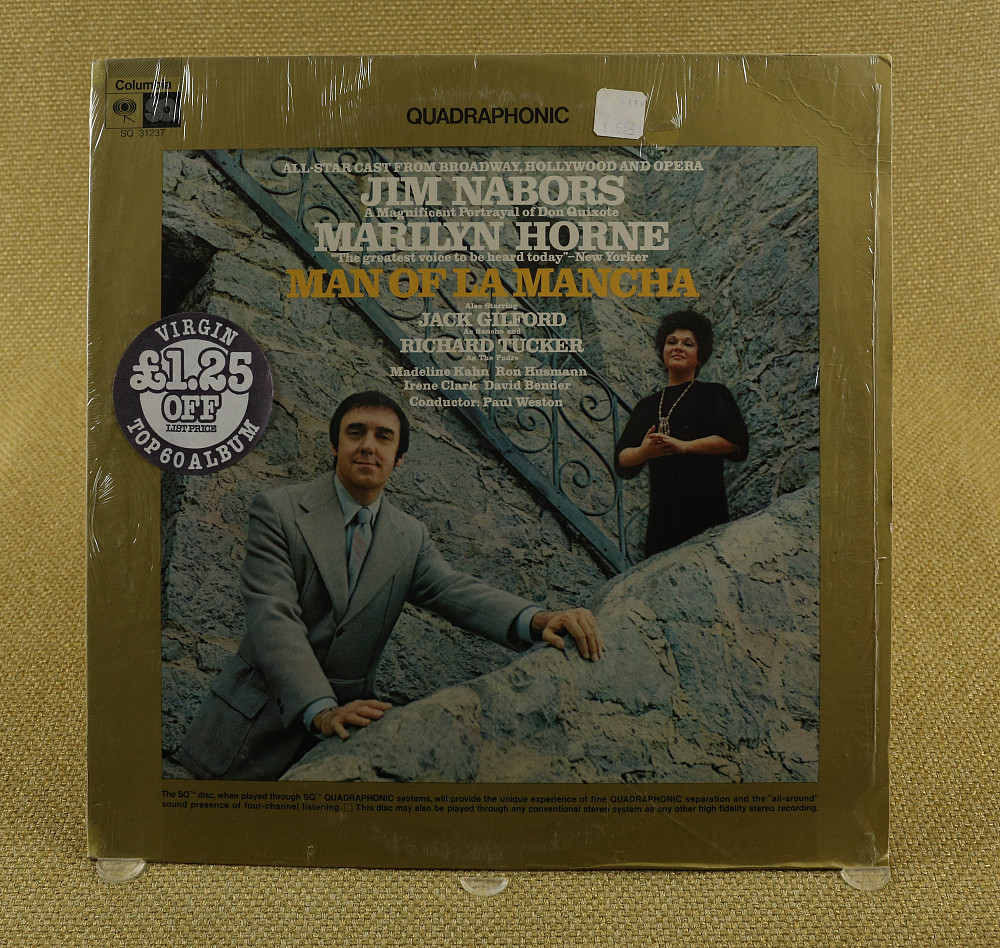 Columbia
SQ
SQ 31237
QUADRAPHONIC
ALL-STAR CAST FROM BROADWAY, HOLLYWOOD AND OPERA
JIM NABORS
A Magnificent Portrayal of Don Quixote
MARILYN HORNE
"The greatest voice to be heard today"–New Yorker
MAN OF LA MANCHA
Also Starring
JACK GILFORD
As Sancho and
RICHARD TUCKER
As The Padre
Madeline Kahn Ron Husmann
Irene Clark David Bender
Conductor: Paul Weston
VIRGIN
£1.25
OFF
LIST PRICE
TOP 60 ALBUM
The SQ™ disc, when played through SQ™ QUADRAPHONIC systems, will provide the unique experience of fine QUADRAPHONIC separation and the "all-around"
sound presence of four-channel listening. □ This disc may also be played through any conventional stereo system as any other high fidelity stereo recording.